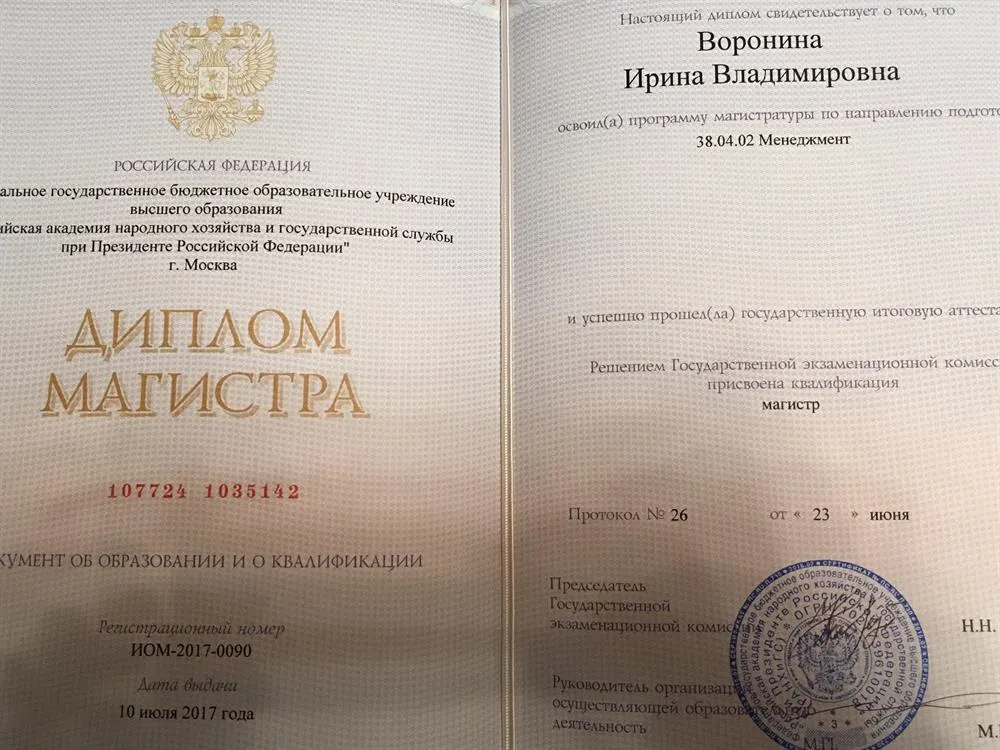 РОССИЙСКАЯ ФЕДЕРАЦИЯ
альное государственное бюджетное образовательное учреждение
высшего образования
ийская академия народного хозяйства и государственной службы
при Президенте Российской Федерации"
г. Москва
ДИПЛОМ
МАГИСТРА
107724 1035142
КУМЕНТ ОБ ОБРАЗОВАНИИ И О КВАЛИФИКАЦИИ
Регистрационный номер
ИОМ-2017-0090
Дата выдачи
10 июля 2017 года
Настоящий диплом свидетельствует о том, что
Воронина
Ирина Владимировна
освоил(а) программу магистратуры по направлению подгото
38.04.02 Менеджмент
и успешно прошел(ла) государственную итоговую аттеста
Решением Государственной экзаменационной комисс
присвоена квалификация
магистр
Протокол № 26 от « 23 » июня
Председатель
Государственной
экзаменационной комис
Н.Н.
Руководитель организац
осуществляющей образова
деятельность
М.П.
М.